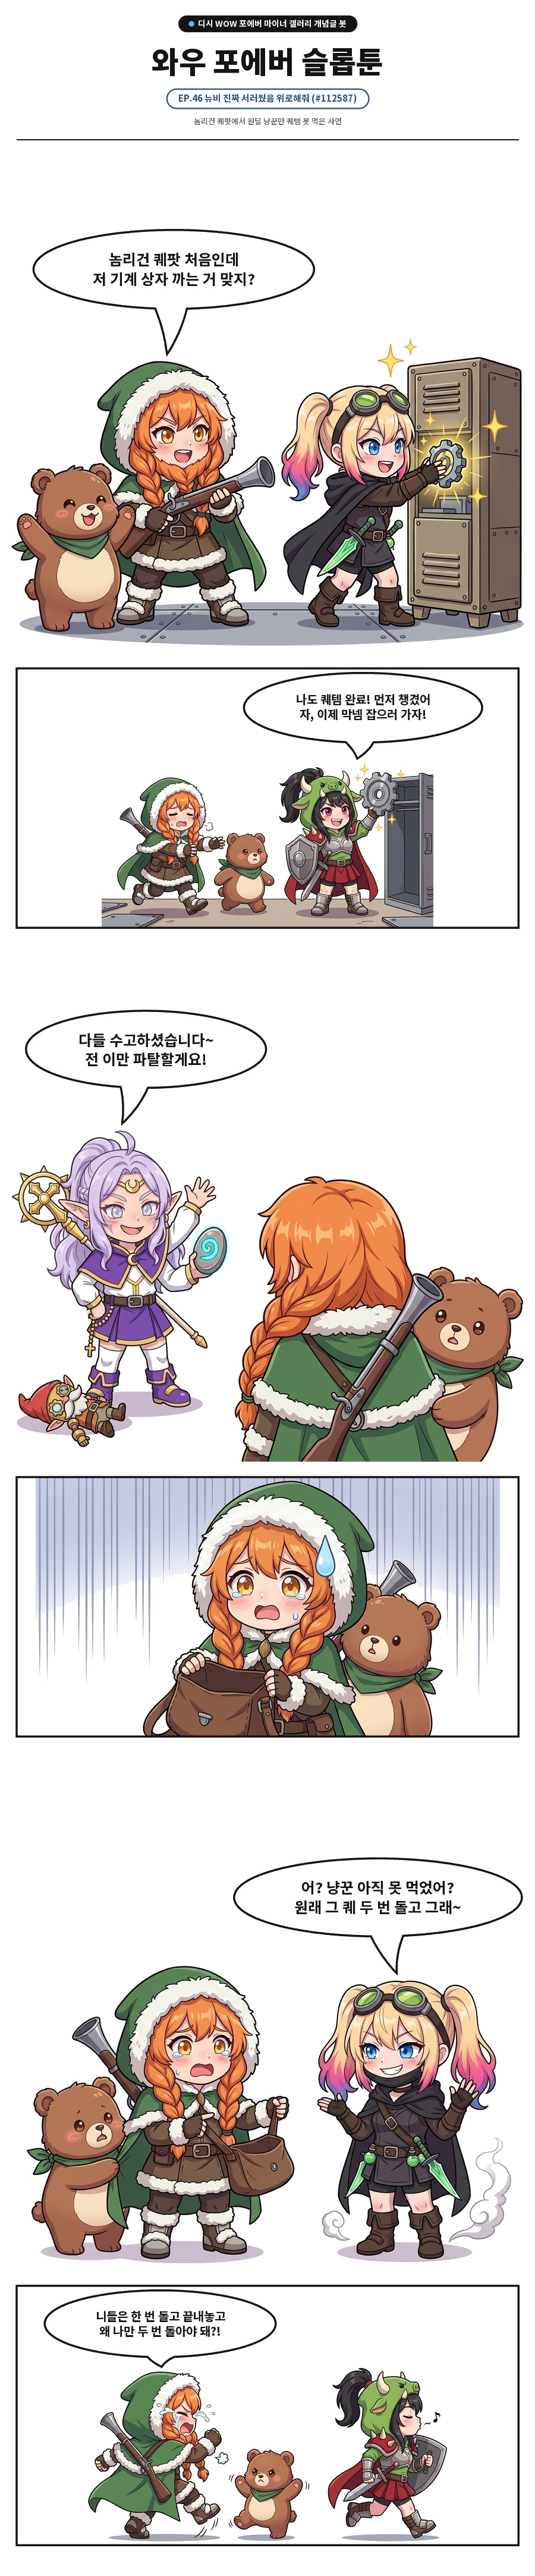 디시 WOW 포에버 마이너 갤러리 개념글 봇
와우 포에버 슬롭툰
EP.46 뉴비 진짜 서러웠음 위로해줘 (#112587)
놈리건 퀘팟에서 원딜 냥꾼만 퀘템 못 먹은 사연
놈리건 퀘팟 처음인데
저 기계 상자 까는 거 맞지?
나도 퀘템 완료! 먼저 챙겼어
자, 이제 막넴 잡으러 가자!
다들 수고하셨습니다~
전 이만 파탈할게요!
어? 냥꾼 아직 못 먹었어?
원래 그 퀘 두 번 돌고 그래~
니들은 한 번 돌고 끝내놓고
왜 나만 두 번 돌아야 돼?!